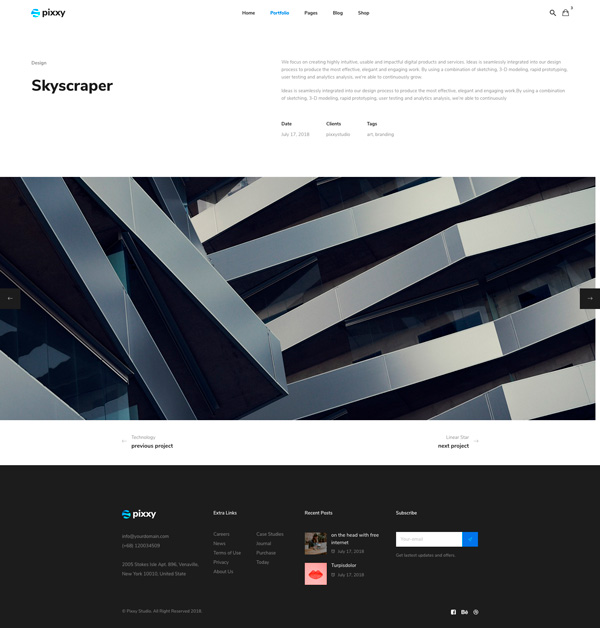 pixxy
Home
Portfolio
Pages
Blog
Shop
Design
Skyscraper
We focus on creating highly intuitive, usable and impactful digital products and services. Ideas is seamlessly integrated into our design
process to produce the most effective, elegant and engaging work. By using a combination of sketching, 3-D modeling, rapid prototyping,
user testing and analytics analysis, we're able to continuously grow.
Ideas is seamlessly integrated into our design process to produce the most effective, elegant and engaging work.By using a combination
of sketching, 3-D modeling, rapid prototyping, user testing and analytics analysis, we're able to continuously
Date
Clients
Tags
July 17, 2018
pixxystudio
art, branding
Technology
previous project
Linear Star
next project
pixxy
info@yourdomain.com
(+68) 120034509
New York 10010, United State
Extra Links
Careers
News
Terms of Use
Privacy
About Us
Case Studies
Journal
Purchase
Today
Recent Posts
on the head with free
internet
July 17, 2018
Turpisdolor
July 17, 2018
Subscribe
Your email
Get lastest updates and offers.
© Pixxy Studio. All Right Reserved 2018.